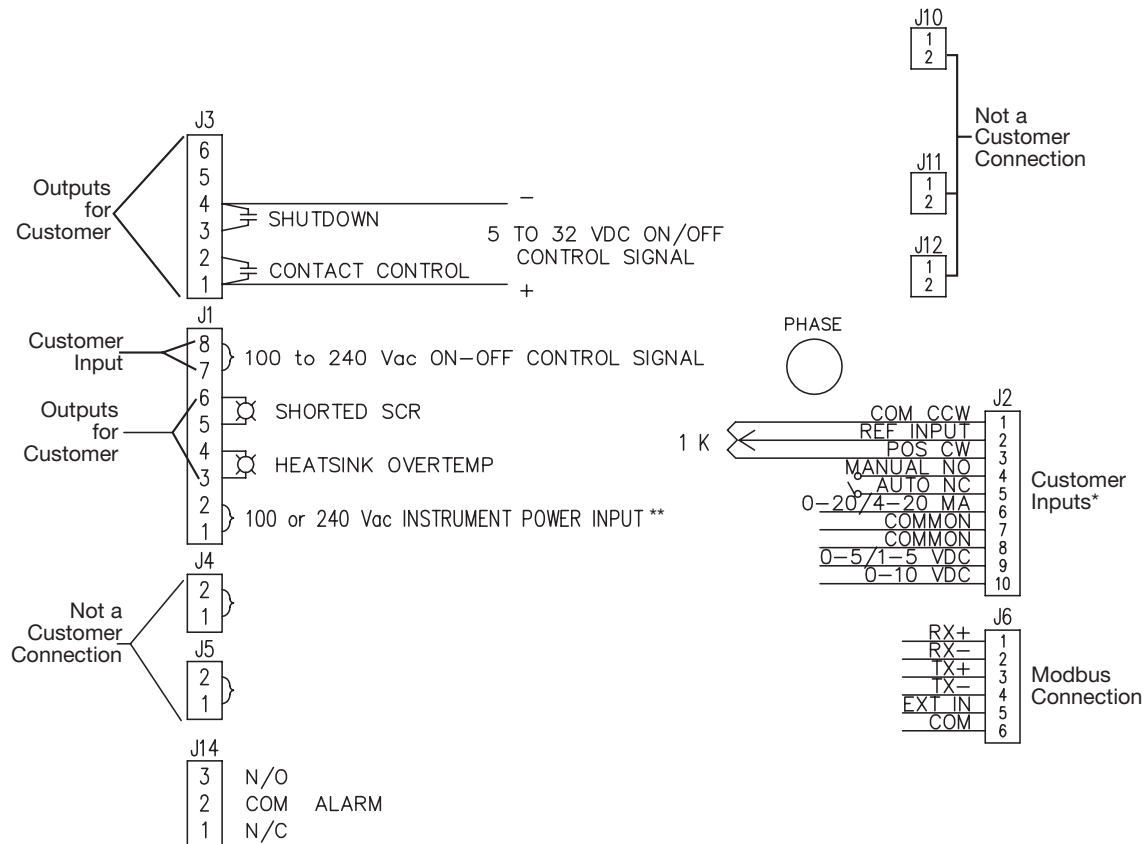 J10
1
2
Not a
Customer
Connection
J11
1
2
J12
1
2
J3
6
5
4
3
2
1
Outputs
for
Customer
SHUTDOWN
CONTACT CONTROL
−
5 TO 32 VDC ON/OFF
CONTROL SIGNAL
+
J1
8
7
6
5
4
3
2
1
Customer
Input
100 to 240 Vac ON−OFF CONTROL SIGNAL
Outputs
for
Customer
SHORTED SCR
HEATSINK OVERTEMP
100 or 240 Vac INSTRUMENT POWER INPUT **
J4
2
1
Not a
Customer
Connection
J5
2
1
J14
3 N/O
2 COM ALARM
1 N/C
PHASE
J2
1 K
COM CCW 1
REF INPUT 2
POS CW 3
MANUAL NO 4
AUTO NC 5
0−20/4−20 MA 6
COMMON 7
COMMON 8
0−5/1−5 VDC 9
0−10 VDC 10
Customer
Inputs*
J6
RX+ 1
RX− 2
TX+ 3
TX− 4
EXT IN 5
COM 6
Modbus
Connection